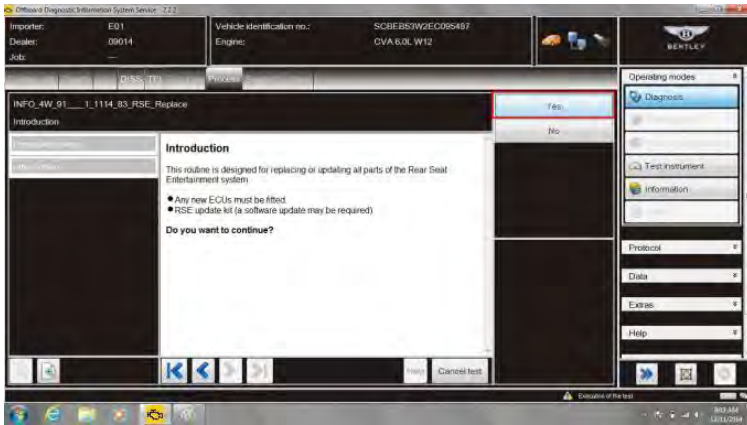 Offboard Diagnostic Information System Service - 2.2.2
Importer: E01
Dealer: 09014
Job: ---
Vehicle identification no.: SCBEB53W2EC095487
Engine: CVA 6.0L W12
BENTLEY
DISS- TPI
Process
Operating modes
INFO_4W_91____1_1114_83_RSE_Replace
Introduction
Yes
No
Diagnosis
Test instrument
Information
Introduction
This routine is designed for replacing or updating all parts of the Rear Seat
Entertainment system
● Any new ECUs must be fitted.
● RSE update kit (a software update may be required)
Do you want to continue?
Protocol
Data
Extras
Help
Help
Cancel test
Execution of the test